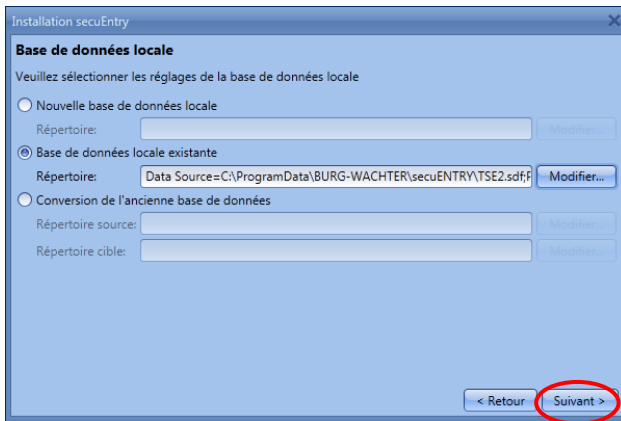 Installation secuEntry
Base de données locale
Veuillez sélectionner les réglages de la base de données locale
Nouvelle base de données locale
Répertoire: Modifier...
Base de données locale existante
Répertoire: Data Source=C:\ProgramData\BURG-WACHTER\secuENTRY\TSE2.sdf;F Modifier...
Conversion de l'ancienne base de données
Répertoire source: Modifier...
Répertoire cible: Modifier...
< Retour Suivant >